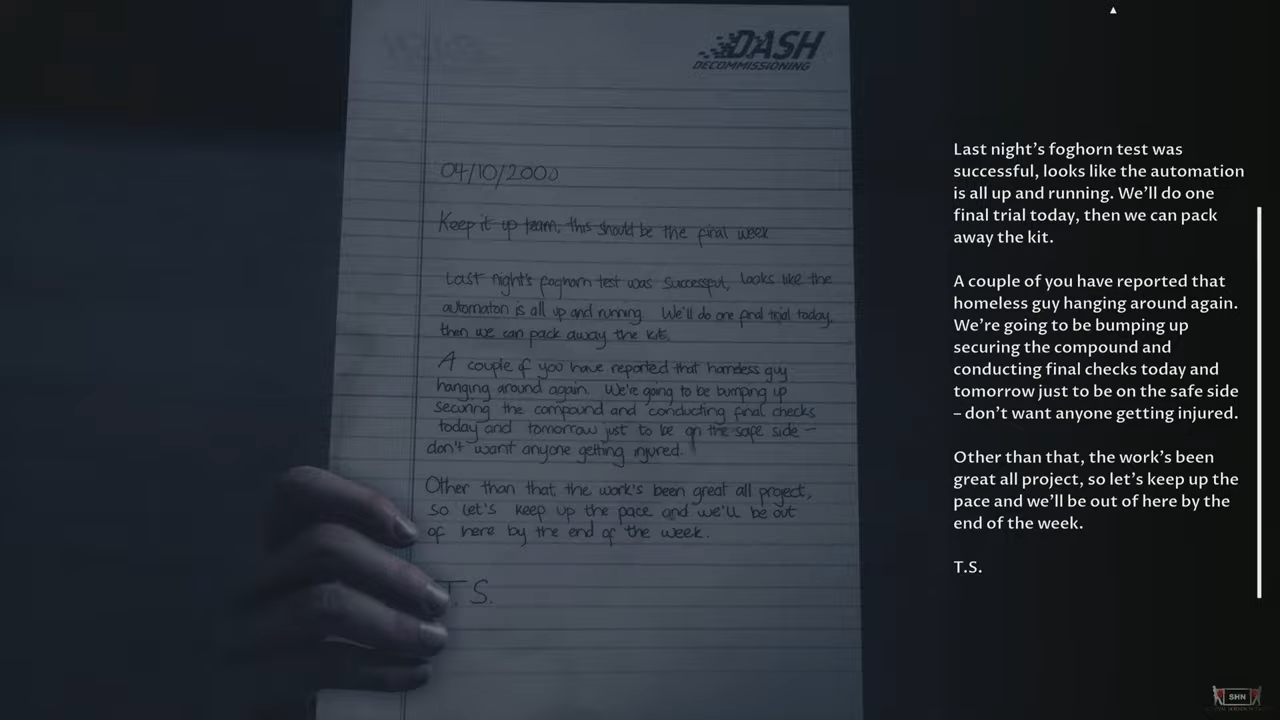 DASH
DECOMMISSIONING
04/10/2000
Keep it up team, this should be the final week
Last night's foghorn test was successful, looks like the
automation is all up and running. We'll do one final trial today,
then we can pack away the kit.
A couple of you have reported that homeless guy
hanging around again. We're going to be bumping up
securing the compound and conducting final checks
today and tomorrow just to be on the safe side –
don't want anyone getting injured.
Other than that, the work's been great all project,
so let's keep up the pace and we'll be out
of here by the end of the week.
T.S.
Last night's foghorn test was
successful, looks like the automation
is all up and running. We'll do one
final trial today, then we can pack
away the kit.
A couple of you have reported that
homeless guy hanging around again.
We're going to be bumping up
securing the compound and
conducting final checks today and
tomorrow just to be on the safe side
– don't want anyone getting injured.
Other than that, the work's been
great all project, so let's keep up the
pace and we'll be out of here by the
end of the week.
T.S.
SHN